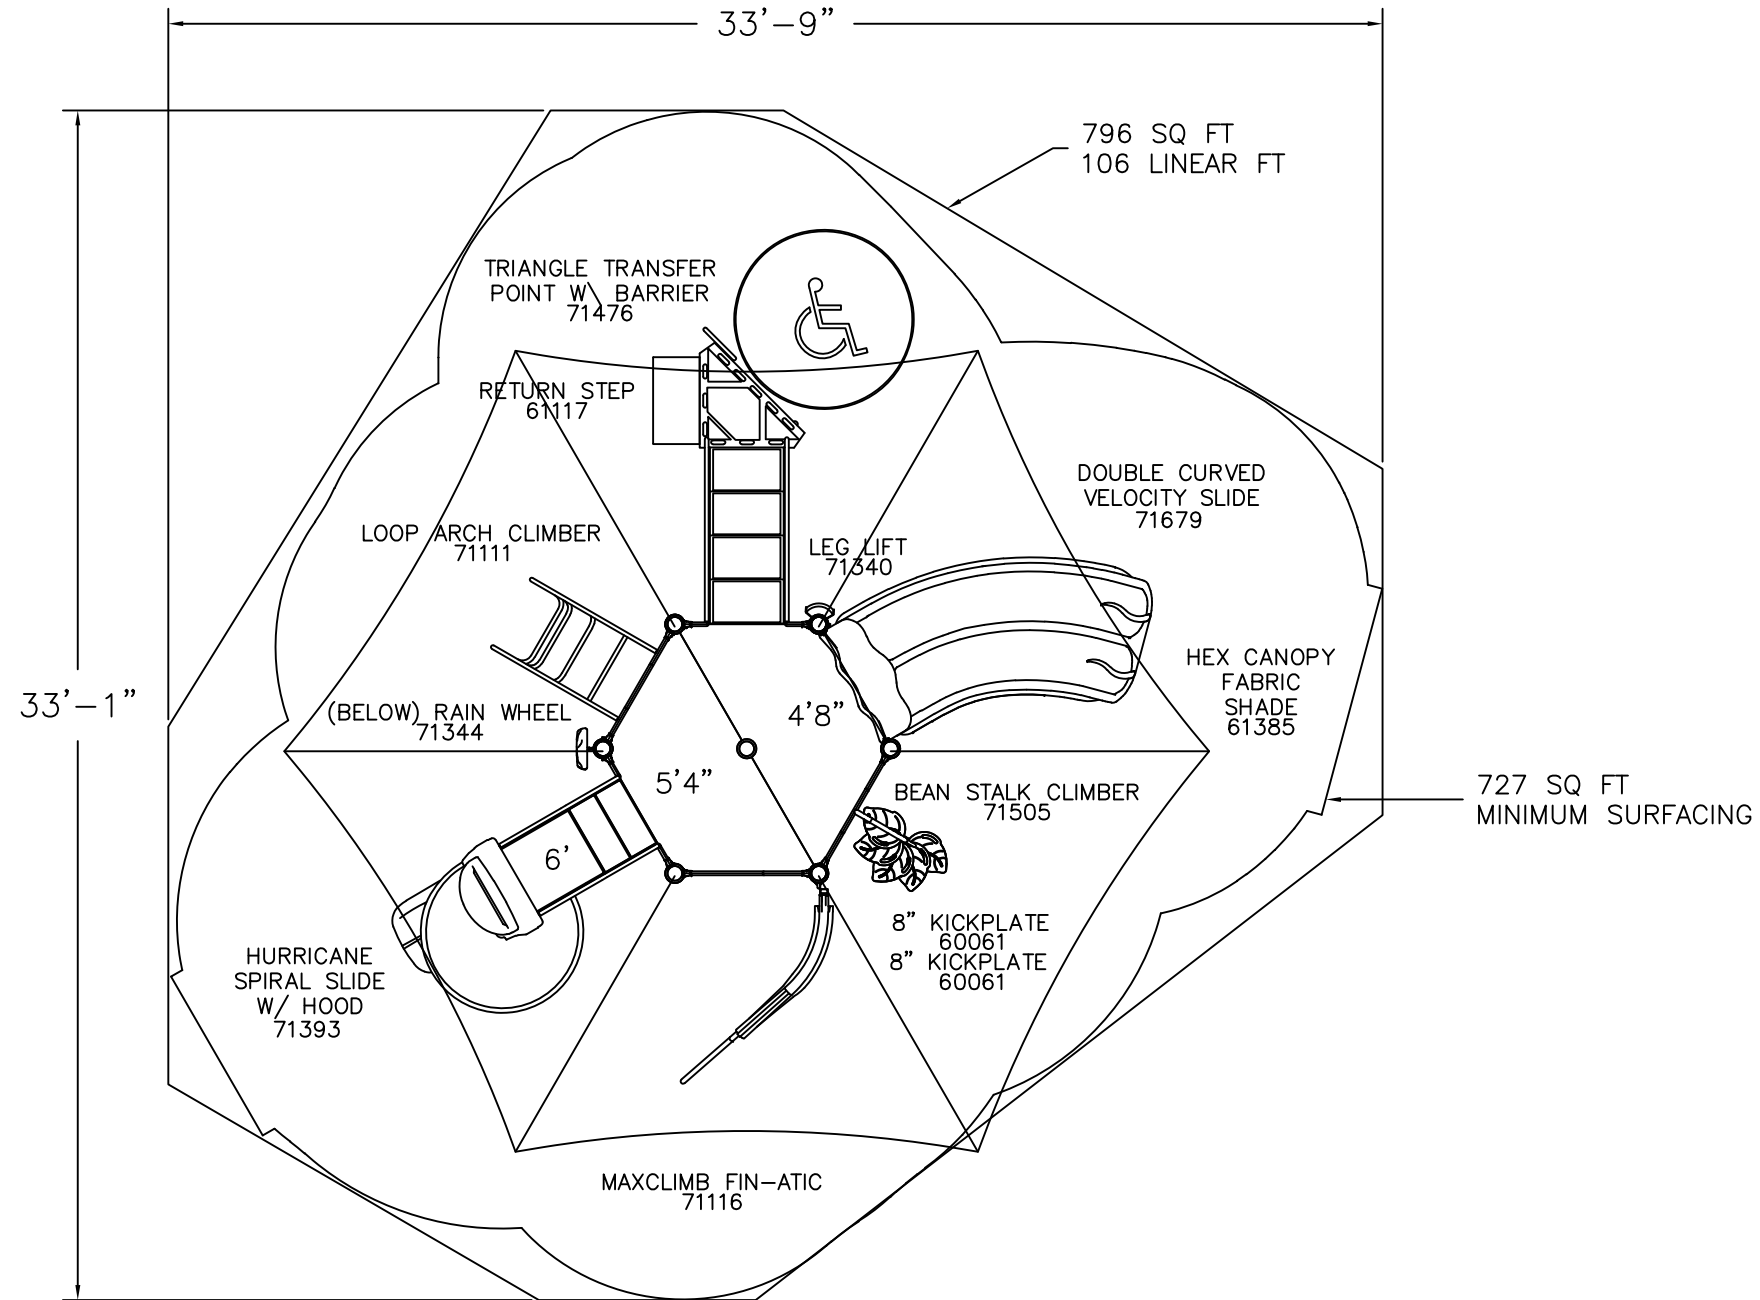 33'-9"
796 SQ FT
106 LINEAR FT
TRIANGLE TRANSFER
POINT W\ BARRIER
71476
RETURN STEP
61117
DOUBLE CURVED
VELOCITY SLIDE
71679
LOOP ARCH CLIMBER
71111
LEG LIFT
71340
HEX CANOPY
FABRIC
SHADE
61385
33'-1"
(BELOW) RAIN WHEEL
71344
4'8"
5'4"
BEAN STALK CLIMBER
71505
727 SQ FT
MINIMUM SURFACING
6'
8" KICKPLATE
60061
8" KICKPLATE
60061
HURRICANE
SPIRAL SLIDE
W/ HOOD
71393
MAXCLIMB FIN-ATIC
71116